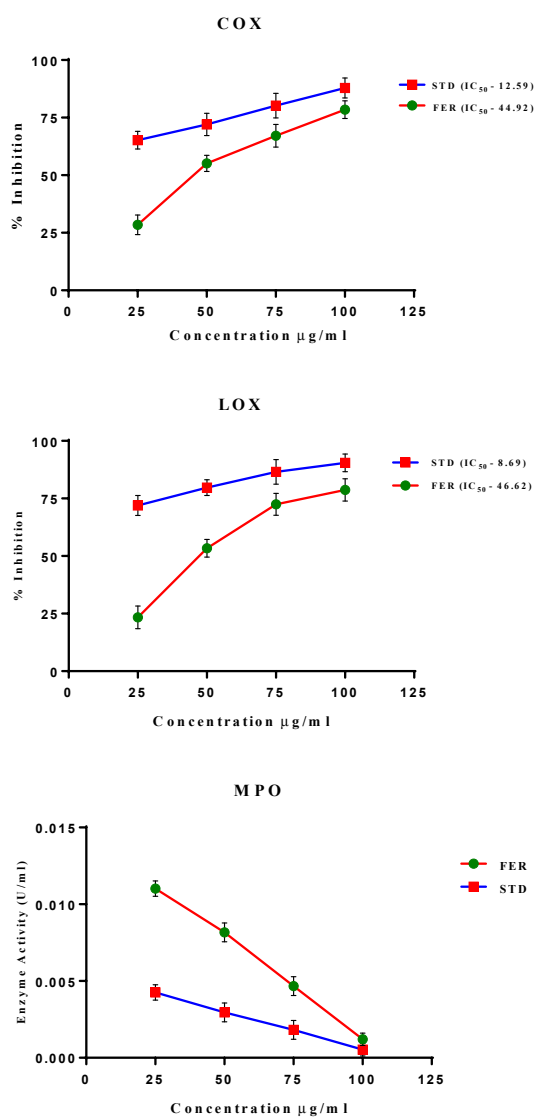 COX
100
75
50
25
0
% Inhibition
0 25 50 75 100 125
Concentration µg/ml
STD (IC50 - 12.59)
FER (IC50 - 44.92)
LOX
100
75
50
25
0
% Inhibition
0 25 50 75 100 125
Concentration µg/ml
STD (IC50 - 8.69)
FER (IC50 - 46.62)
MPO
0.015
0.010
0.005
0.000
Enzyme Activity (U/ml)
0 25 50 75 100 125
Concentration µg/ml
FER
STD